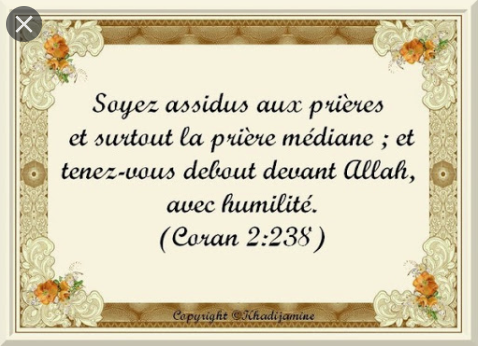 Soyez assidus aux prières
et surtout la prière médiane ; et
tenez-vous debout devant Allah,
avec humilité.
(Coran 2:238)
Copyright ©Khadijamine